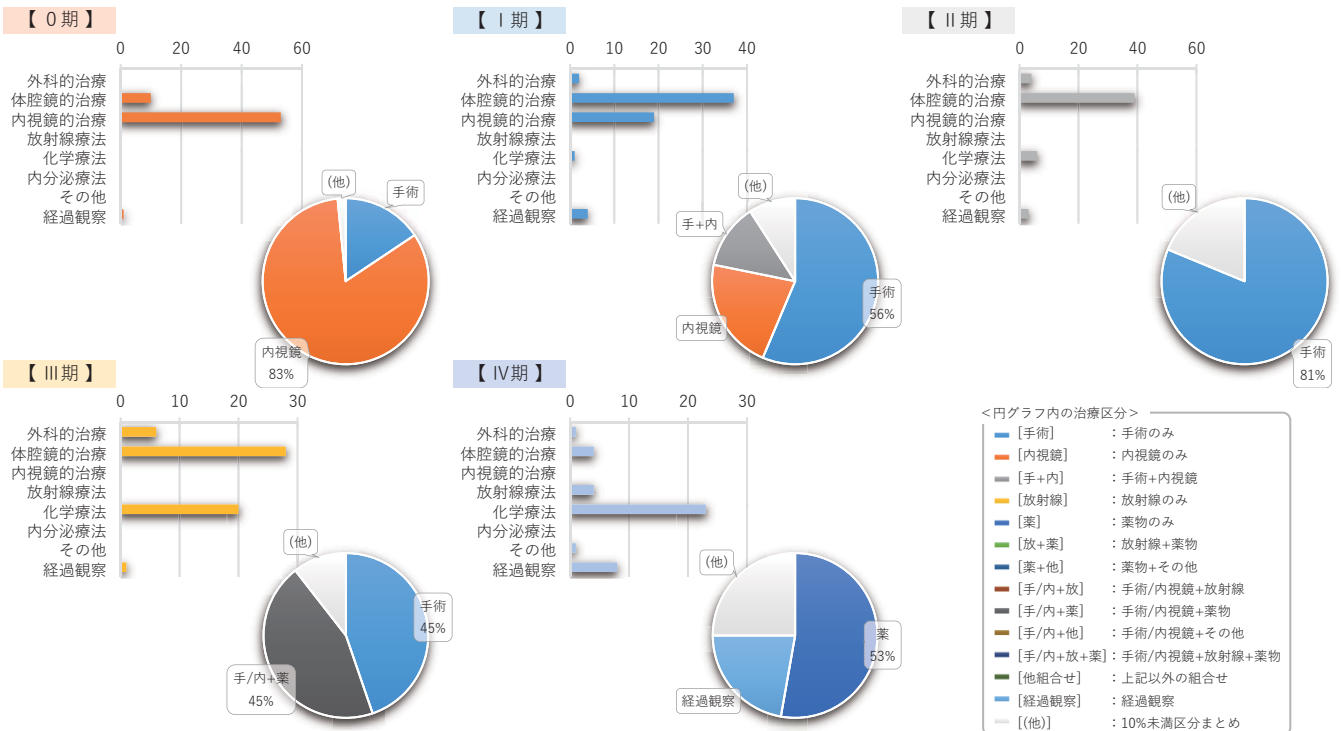 【 0期 】
0 20 40 60
外科的治療
体腔鏡的治療
内視鏡的治療
放射線療法
化学療法
内分泌療法
その他
経過観察
(他)
手術
内視鏡
83%
【 I期 】
0 10 20 30 40
外科的治療
体腔鏡的治療
内視鏡的治療
放射線療法
化学療法
内分泌療法
その他
経過観察
(他)
手+内
内視鏡
手術
56%
【 II期 】
0 20 40 60
外科的治療
体腔鏡的治療
内視鏡的治療
放射線療法
化学療法
内分泌療法
その他
経過観察
(他)
手術
81%
【 III期 】
0 10 20 30
外科的治療
体腔鏡的治療
内視鏡的治療
放射線療法
化学療法
内分泌療法
その他
経過観察
(他)
手術
45%
手/内+薬
45%
【 IV期 】
0 10 20 30
外科的治療
体腔鏡的治療
内視鏡的治療
放射線療法
化学療法
内分泌療法
その他
経過観察
(他)
薬
53%
経過観察
<円グラフ内の治療区分>
[手術] :手術のみ
[内視鏡] :内視鏡のみ
[手+内] :手術+内視鏡
[放射線] :放射線のみ
[薬] :薬物のみ
[放+薬] :放射線+薬物
[薬+他] :薬物+その他
[手/内+放] :手術/内視鏡+放射線
[手/内+薬] :手術/内視鏡+薬物
[手/内+他] :手術/内視鏡+その他
[手/内+放+薬]:手術/内視鏡+放射線+薬物
[他組合せ] :上記以外の組合せ
[経過観察] :経過観察
[(他)] :10%未満区分まとめ